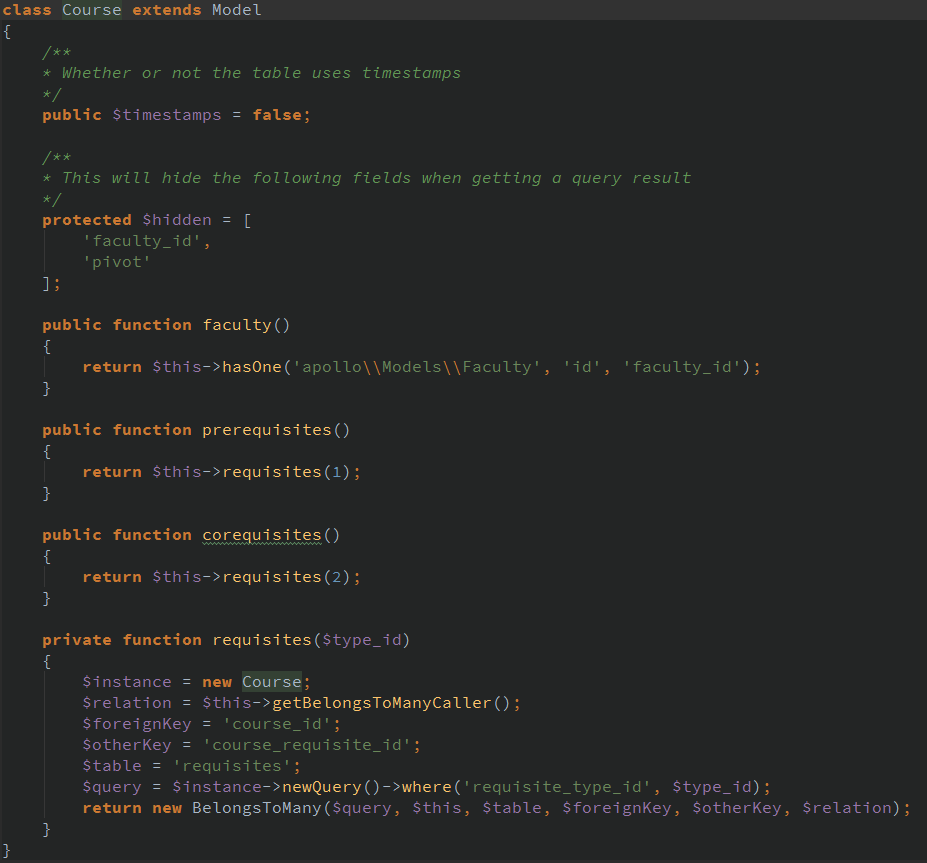 class Course extends Model
{
    /**
    * Whether or not the table uses timestamps
    */
    public $timestamps = false;

    /**
    * This will hide the following fields when getting a query result
    */
    protected $hidden = [
        'faculty_id',
        'pivot'
    ];

    public function faculty()
    {
        return $this->hasOne('apollo\\Models\\Faculty', 'id', 'faculty_id');
    }

    public function prerequisites()
    {
        return $this->requisites(1);
    }

    public function corequisites()
    {
        return $this->requisites(2);
    }

    private function requisites($type_id)
    {
        $instance = new Course;
        $relation = $this->getBelongsToManyCaller();
        $foreignKey = 'course_id';
        $otherKey = 'course_requisite_id';
        $table = 'requisites';
        $query = $instance->newQuery()->where('requisite_type_id', $type_id);
        return new BelongsToMany($query, $this, $table, $foreignKey, $otherKey, $relation);
    }
}